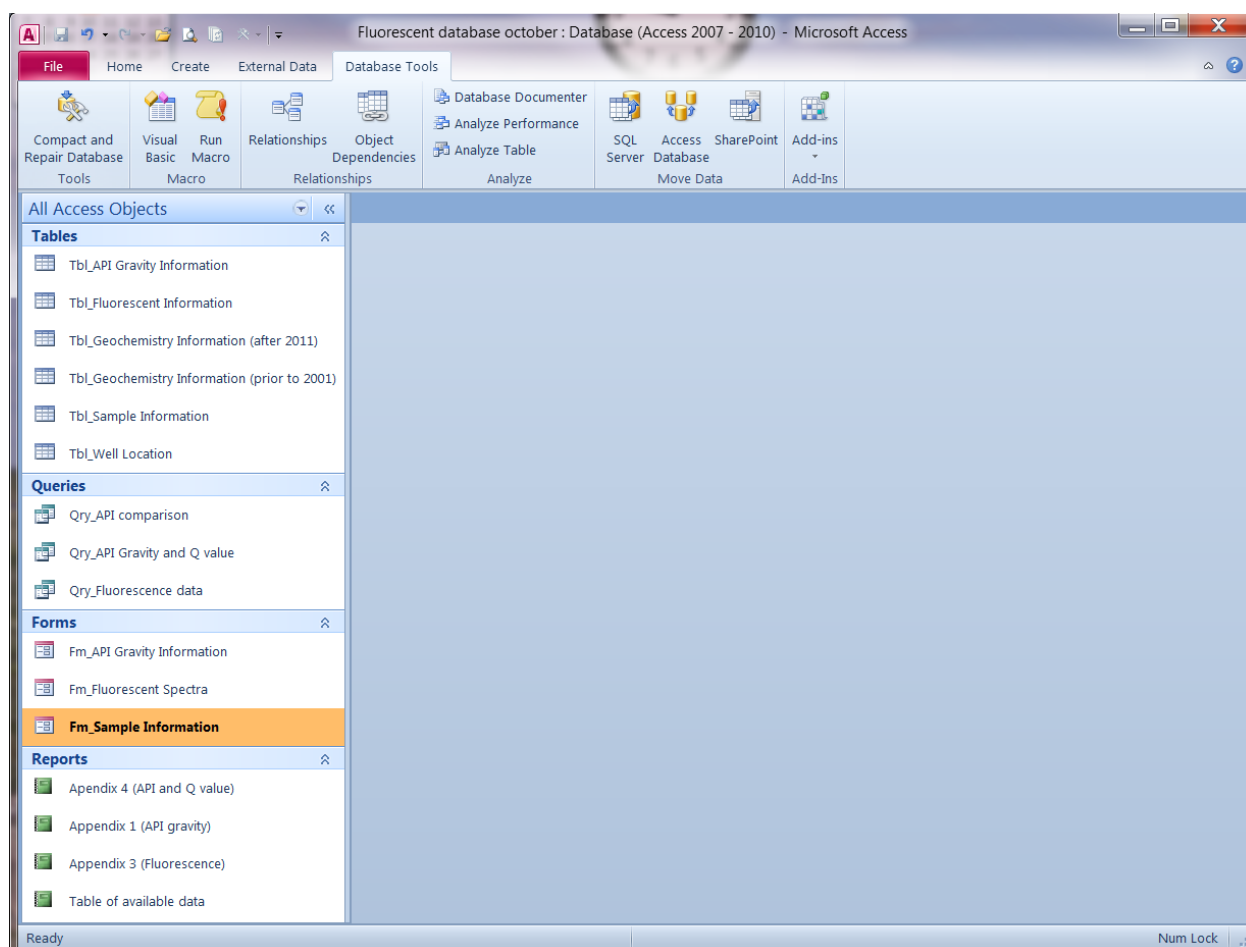 Fluorescent database october : Database (Access 2007 - 2010) - Microsoft Access
File Home Create External Data Database Tools
Compact and Repair Database
Visual Basic
Run Macro
Relationships
Object Dependencies
Database Documenter
Analyze Performance
Analyze Table
SQL Server
Access Database
SharePoint
Add-ins
Tools Macro Relationships Analyze Move Data Add-Ins
All Access Objects
Tables
Tbl_API Gravity Information
Tbl_Fluorescent Information
Tbl_Geochemistry Information (after 2011)
Tbl_Geochemistry Information (prior to 2001)
Tbl_Sample Information
Tbl_Well Location
Queries
Qry_API comparison
Qry_API Gravity and Q value
Qry_Fluorescence data
Forms
Fm_API Gravity Information
Fm_Fluorescent Spectra
Fm_Sample Information
Reports
Apendix 4 (API and Q value)
Appendix 1 (API gravity)
Appendix 3 (Fluorescence)
Table of available data
Ready Num Lock